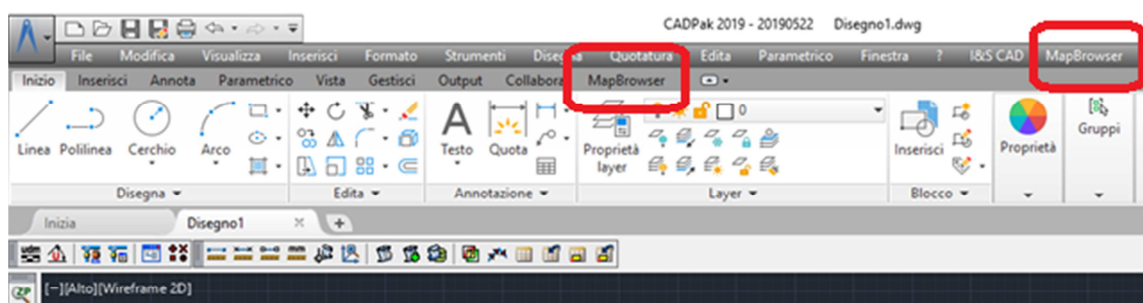 CADPak 2019 - 20190522 Disegno1.dwg
File Modifica Visualizza Inserisci Formato Strumenti Disegna Quotatura Edita Parametrico Finestra ? I&S CAD MapBrowser
Inizio Inserisci Annota Parametrico Vista Gestisci Output Collabora MapBrowser
0
Linea Polilinea Cerchio Arco Testo Quota Proprietà layer Inserisci Proprietà Gruppi
Disegna Edita Annotazione Layer Blocco
Inizia Disegno1
[−][Alto][Wireframe 2D]